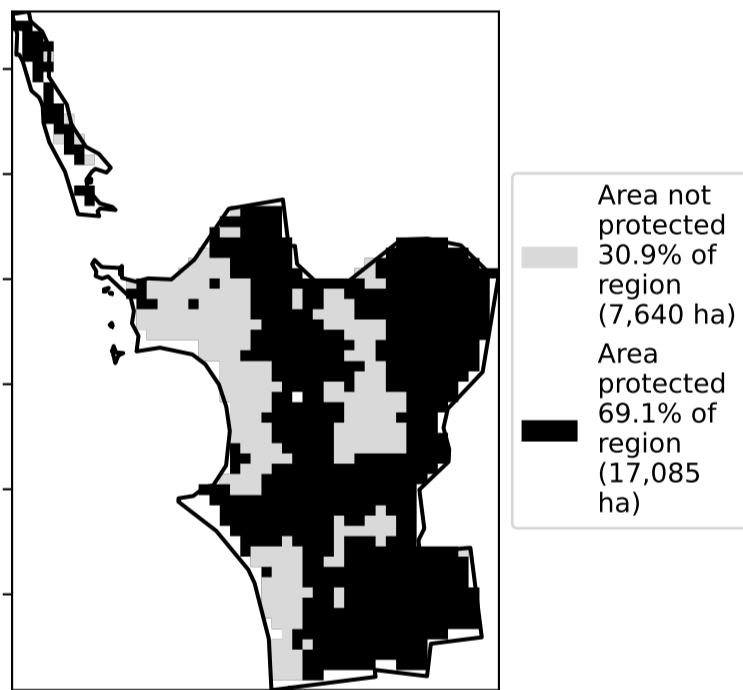 Area not
protected
30.9% of
region
(7,640 ha)
Area
protected
69.1% of
region
(17,085
ha)